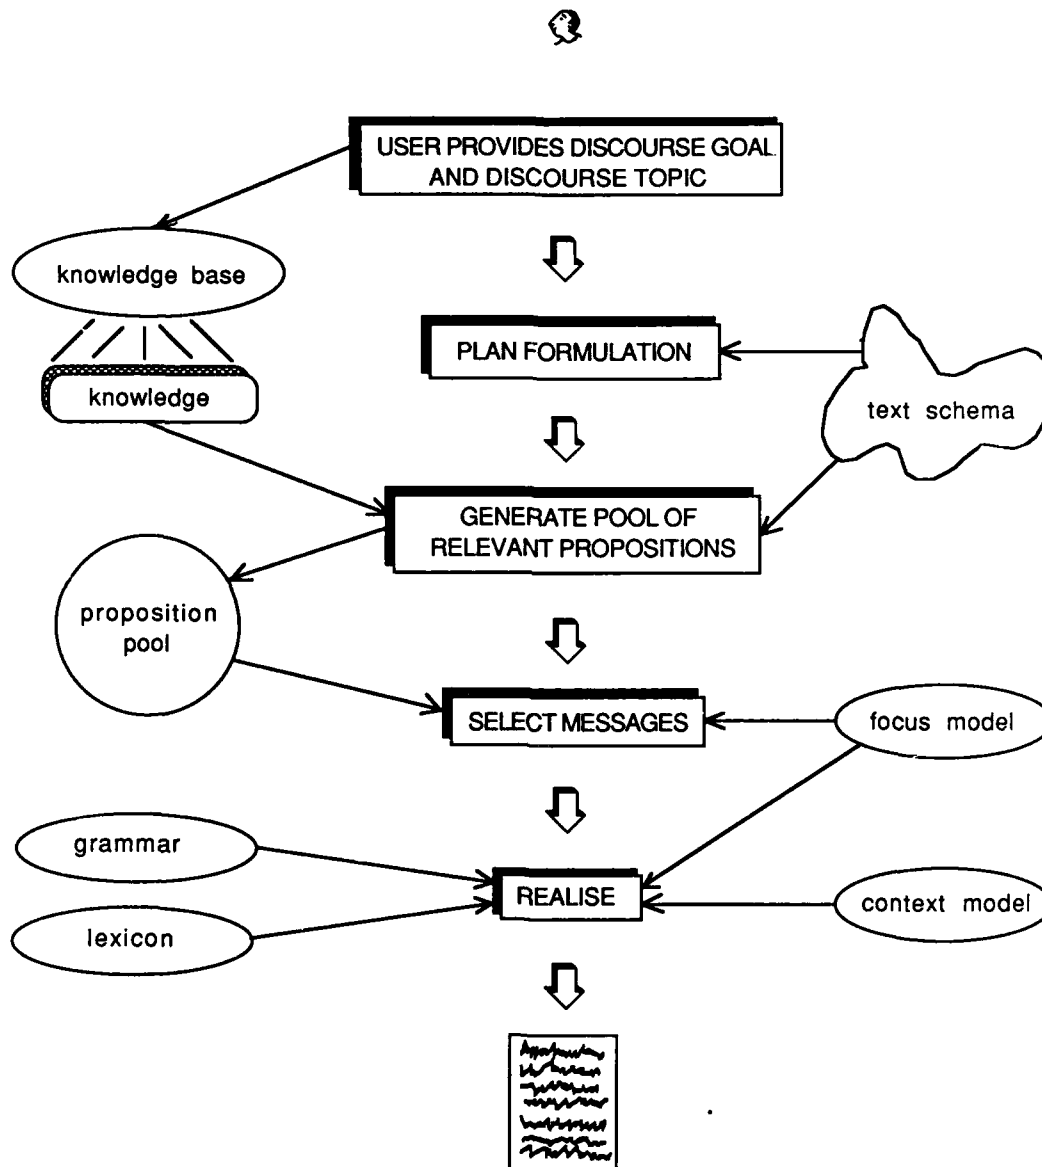 USER PROVIDES DISCOURSE GOAL
AND DISCOURSE TOPIC
knowledge base
PLAN FORMULATION
knowledge
text schema
GENERATE POOL OF
RELEVANT PROPOSITIONS
proposition
pool
SELECT MESSAGES
focus model
grammar
REALISE
context model
lexicon